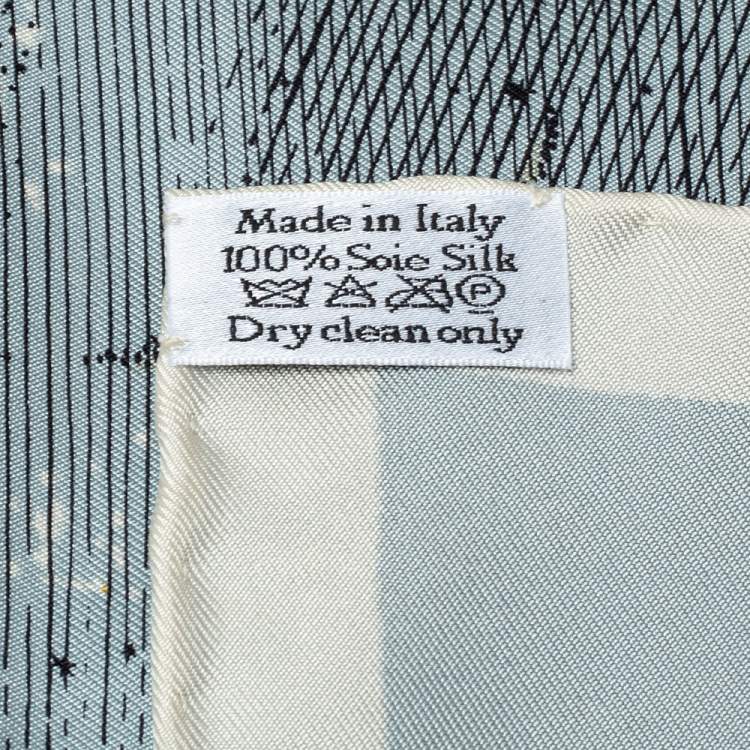 Made in Italy
100% Soie Silk
P
Dry clean only